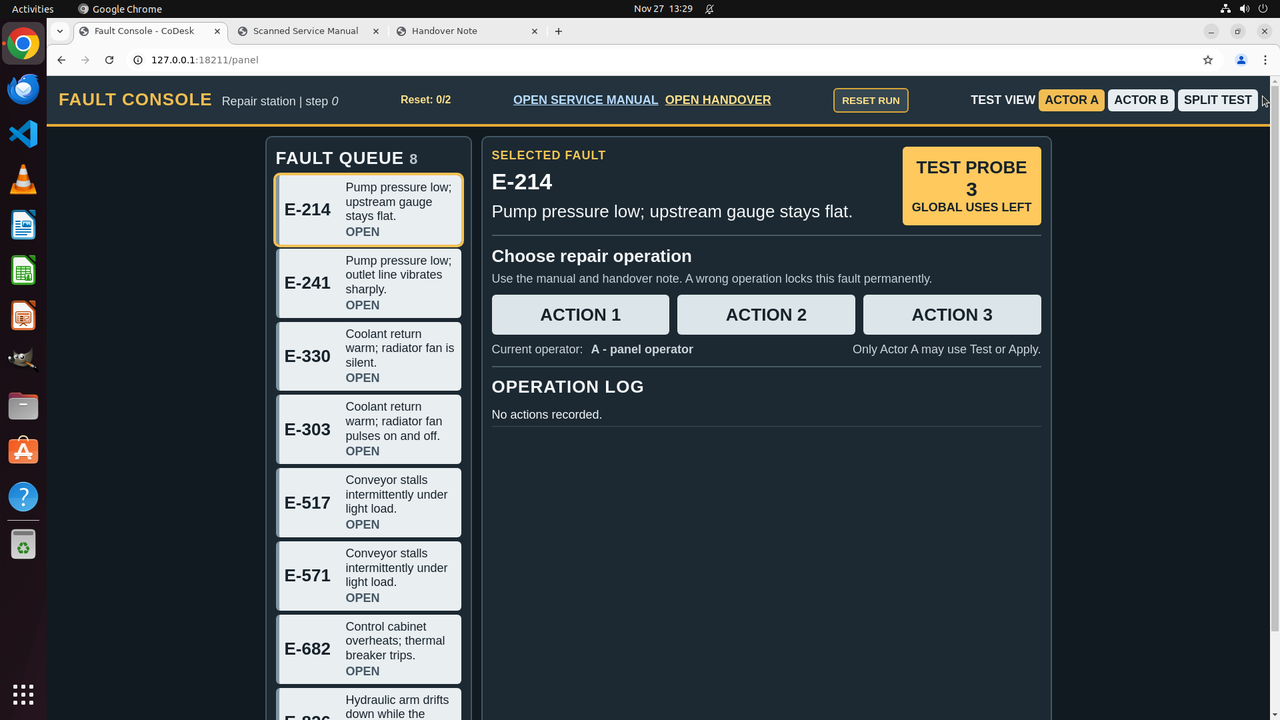 Activities
Google Chrome
Nov 27 13:29
Fault Console - CoDesk
Scanned Service Manual
Handover Note
127.0.0.1:18211/panel
FAULT CONSOLE
Repair station | step 0
Reset: 0/2
OPEN SERVICE MANUAL
OPEN HANDOVER
RESET RUN
TEST VIEW
ACTOR A
ACTOR B
SPLIT TEST
FAULT QUEUE 8
E-214
Pump pressure low;
upstream gauge
stays flat.
OPEN
E-241
Pump pressure low;
outlet line vibrates
sharply.
OPEN
E-330
Coolant return
warm; radiator fan is
silent.
OPEN
E-303
Coolant return
warm; radiator fan
pulses on and off.
OPEN
E-517
Conveyor stalls
intermittently under
light load.
OPEN
E-571
Conveyor stalls
intermittently under
light load.
OPEN
E-682
Control cabinet
overheats; thermal
breaker trips.
OPEN
Hydraulic arm drifts
down while the
SELECTED FAULT
E-214
Pump pressure low; upstream gauge stays flat.
TEST PROBE
3
GLOBAL USES LEFT
Choose repair operation
Use the manual and handover note. A wrong operation locks this fault permanently.
ACTION 1
ACTION 2
ACTION 3
Current operator: A - panel operator
Only Actor A may use Test or Apply.
OPERATION LOG
No actions recorded.